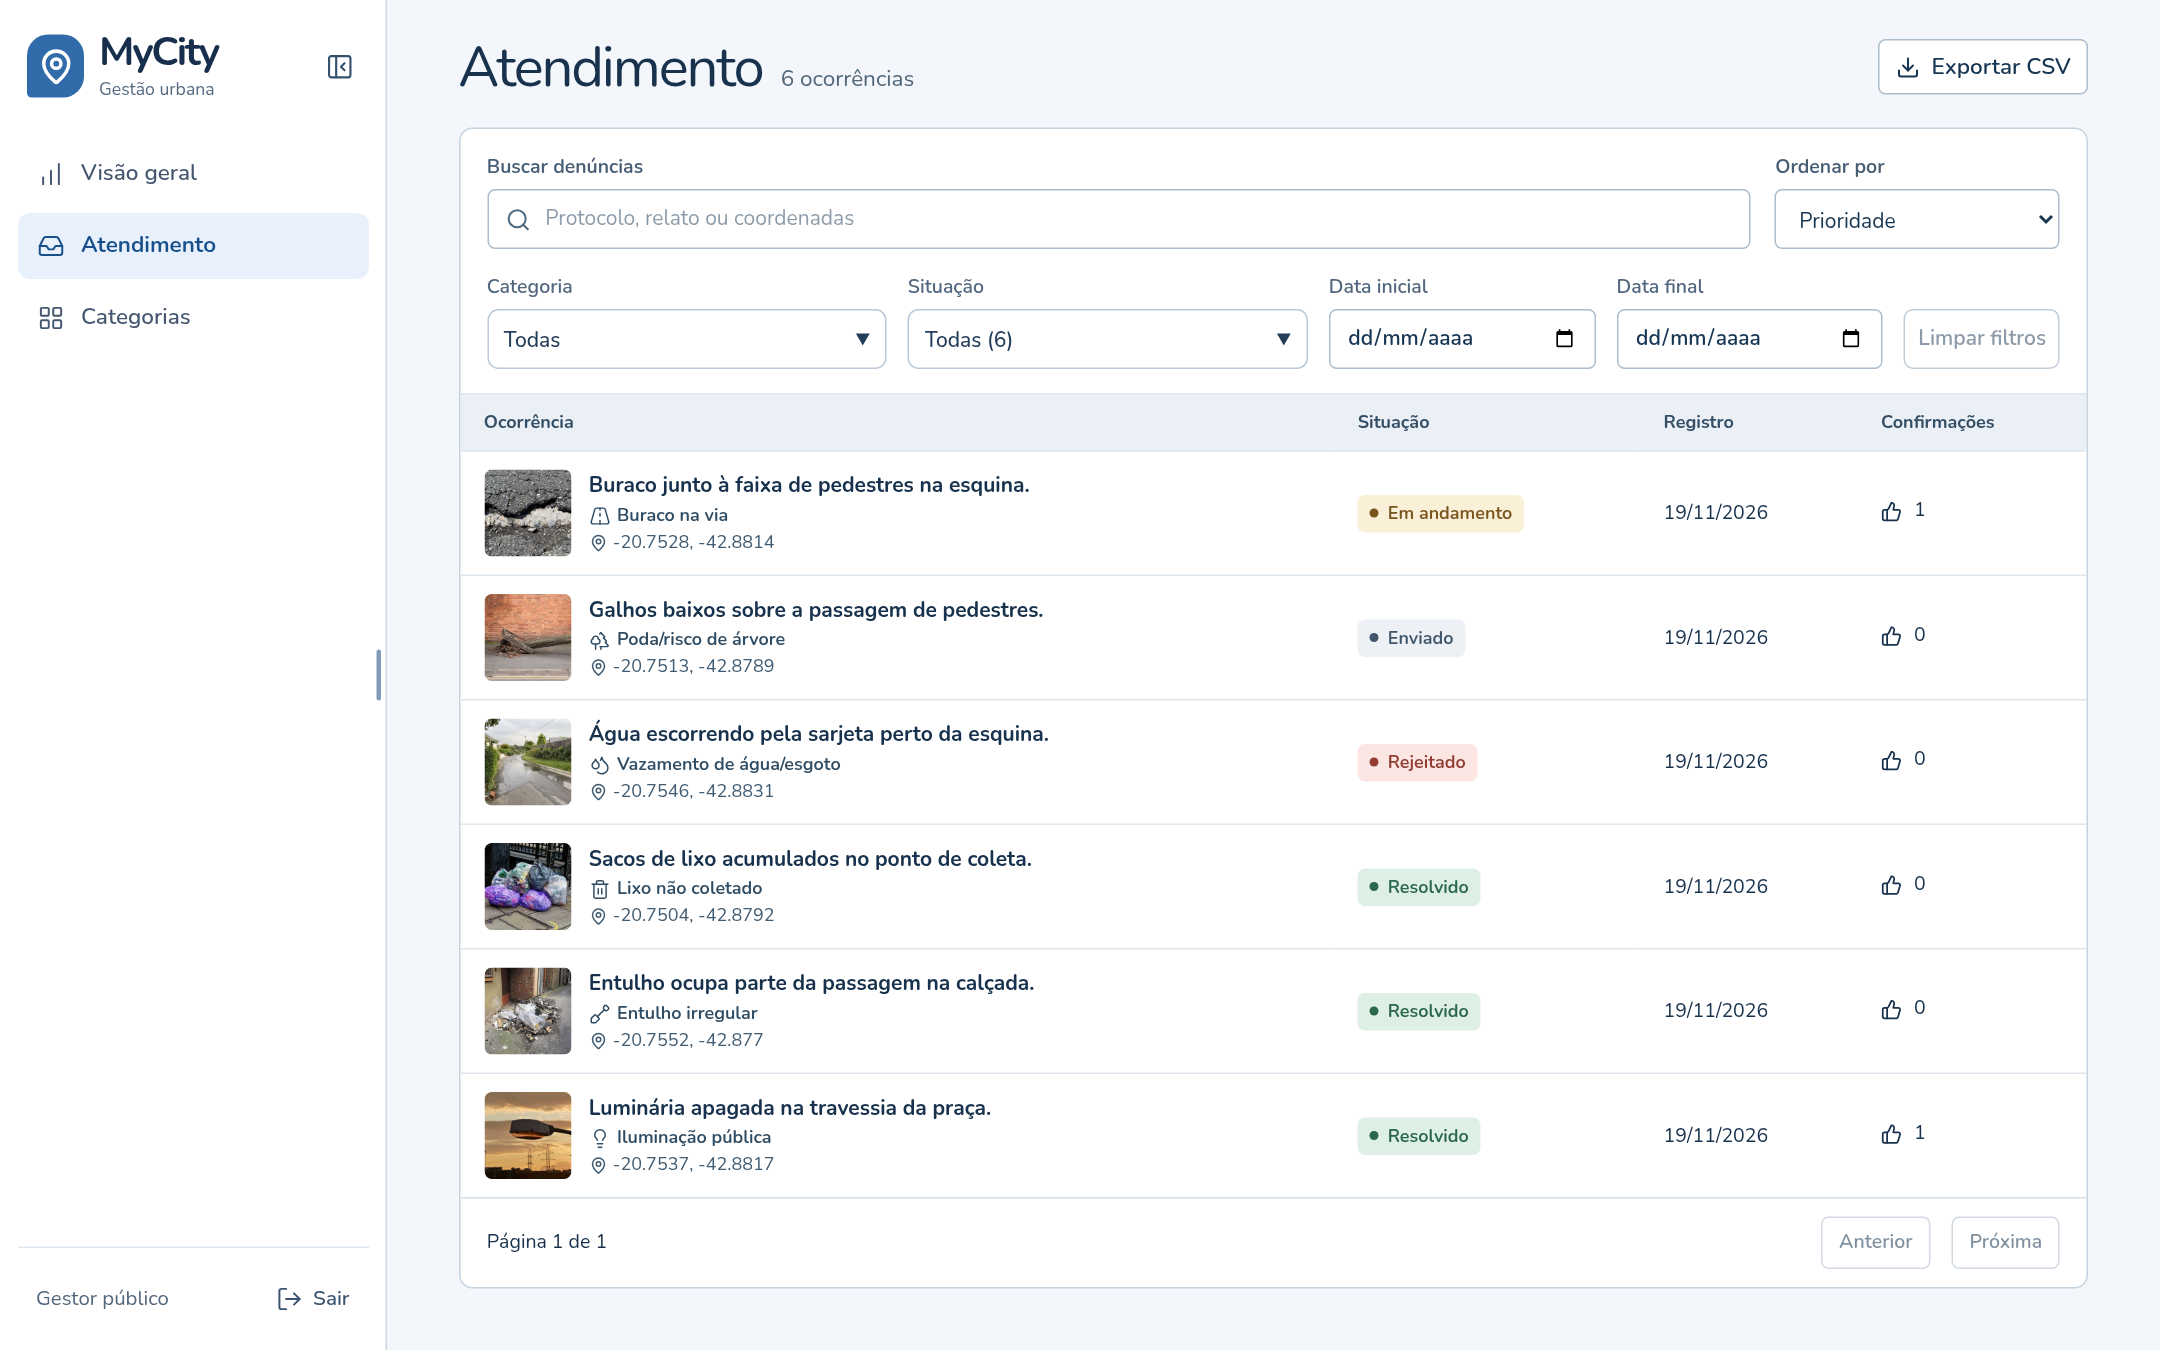 MyCity
Gestão urbana
Visão geral
Atendimento
Categorias
Gestor público
Sair
Atendimento 6 ocorrências
Exportar CSV
Buscar denúncias
Protocolo, relato ou coordenadas
Ordenar por
Prioridade
Categoria
Todas
Situação
Todas (6)
Data inicial
dd/mm/aaaa
Data final
dd/mm/aaaa
Limpar filtros
Ocorrência Situação Registro Confirmações
Buraco junto à faixa de pedestres na esquina.
Buraco na via
-20.7528, -42.8814
Em andamento
19/11/2026
1
Galhos baixos sobre a passagem de pedestres.
Poda/risco de árvore
-20.7513, -42.8789
Enviado
19/11/2026
0
Água escorrendo pela sarjeta perto da esquina.
Vazamento de água/esgoto
-20.7546, -42.8831
Rejeitado
19/11/2026
0
Sacos de lixo acumulados no ponto de coleta.
Lixo não coletado
-20.7504, -42.8792
Resolvido
19/11/2026
0
Entulho ocupa parte da passagem na calçada.
Entulho irregular
-20.7552, -42.877
Resolvido
19/11/2026
0
Luminária apagada na travessia da praça.
Iluminação pública
-20.7537, -42.8817
Resolvido
19/11/2026
1
Página 1 de 1
Anterior
Próxima